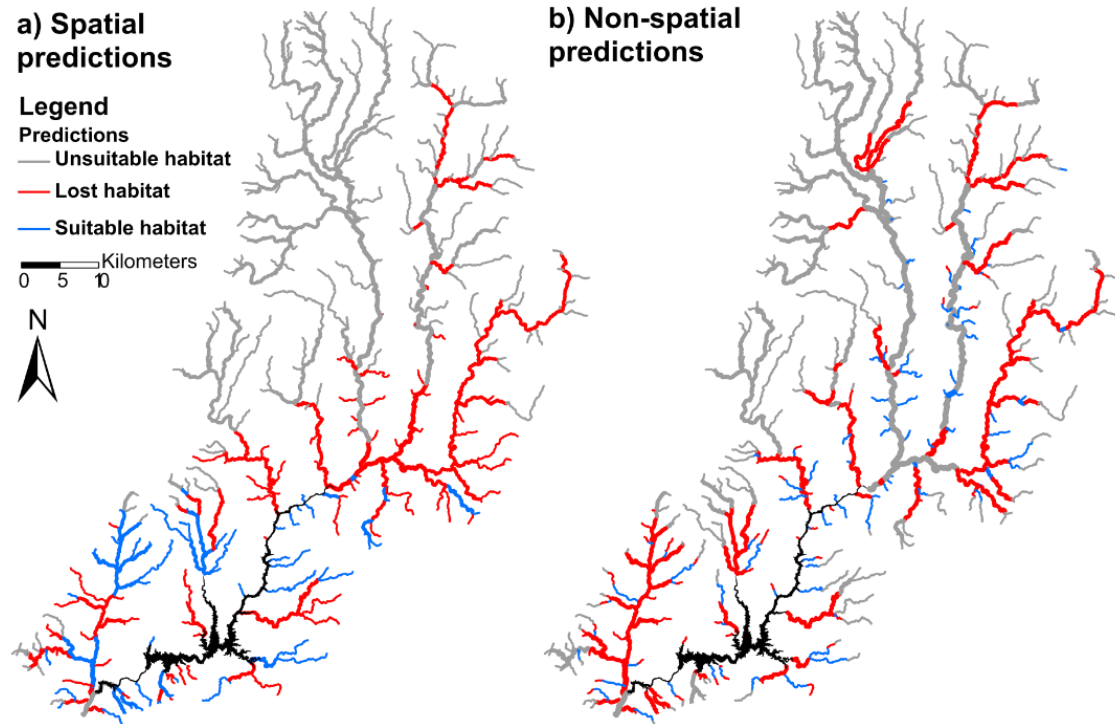 a) Spatial
predictions
Legend
Predictions
Unsuitable habitat
Lost habitat
Suitable habitat
Kilometers
0 5 10
N
b) Non-spatial
predictions